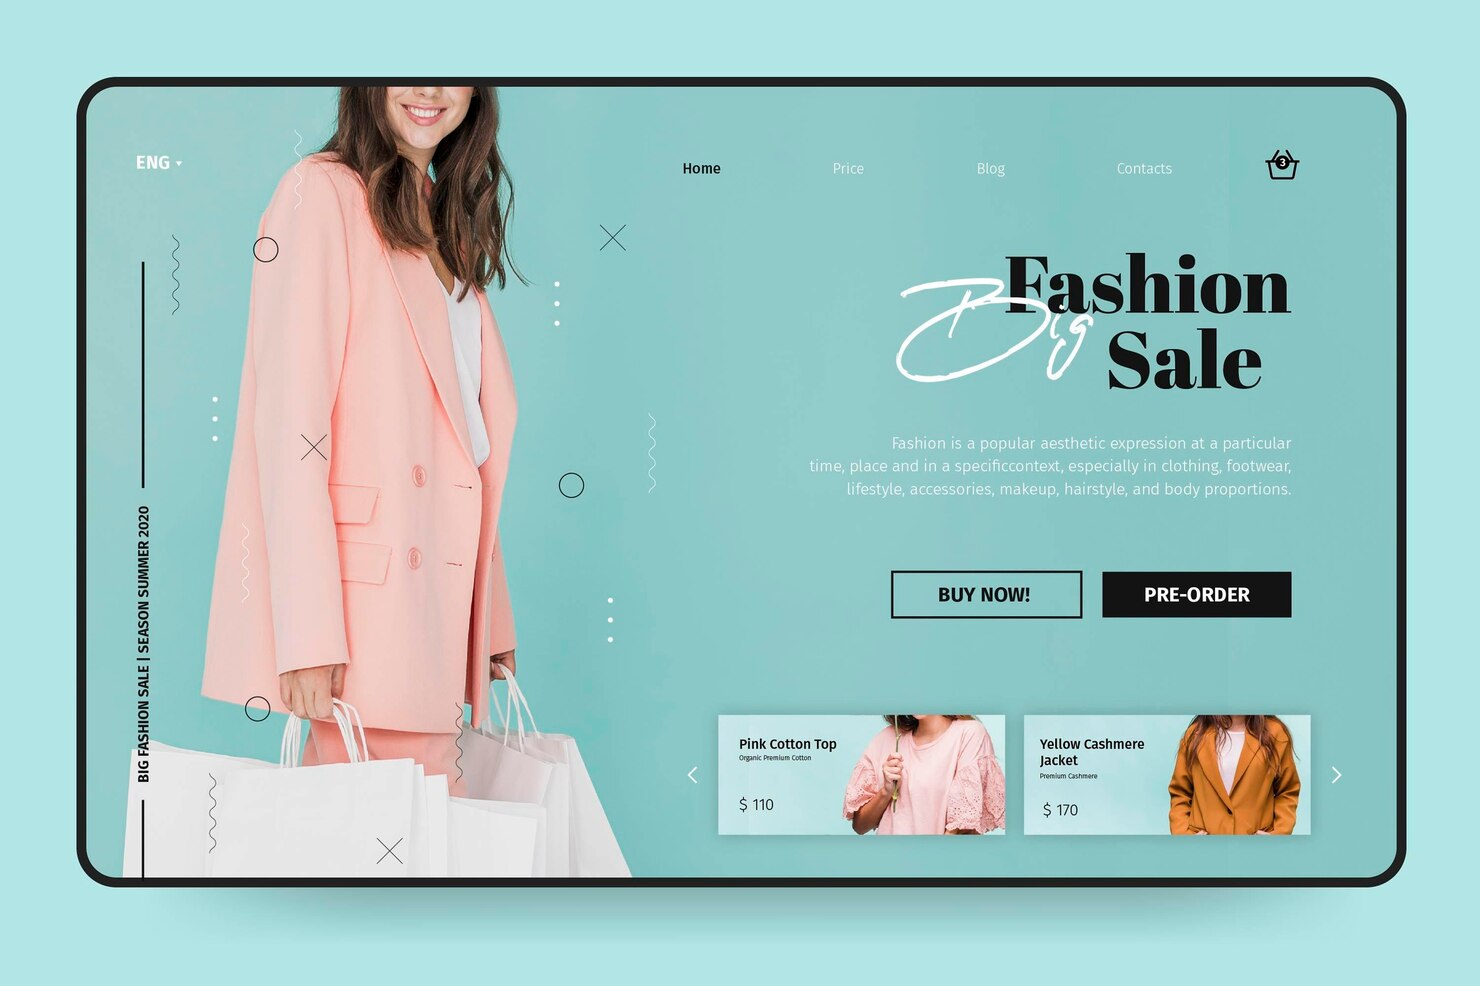 ENG
Home
Price
Blog
Contacts
3
Big
Fashion
Sale
Fashion is a popular aesthetic expression at a particular
time, place and in a specificcontext, especially in clothing, footwear,
lifestyle, accessories, makeup, hairstyle, and body proportions.
BUY NOW!
PRE-ORDER
BIG FASHION SALE | SEASON SUMMER 2020
Pink Cotton Top
Organic Premium Cotton
$ 110
Yellow Cashmere
Jacket
Premium Cashmere
$ 170